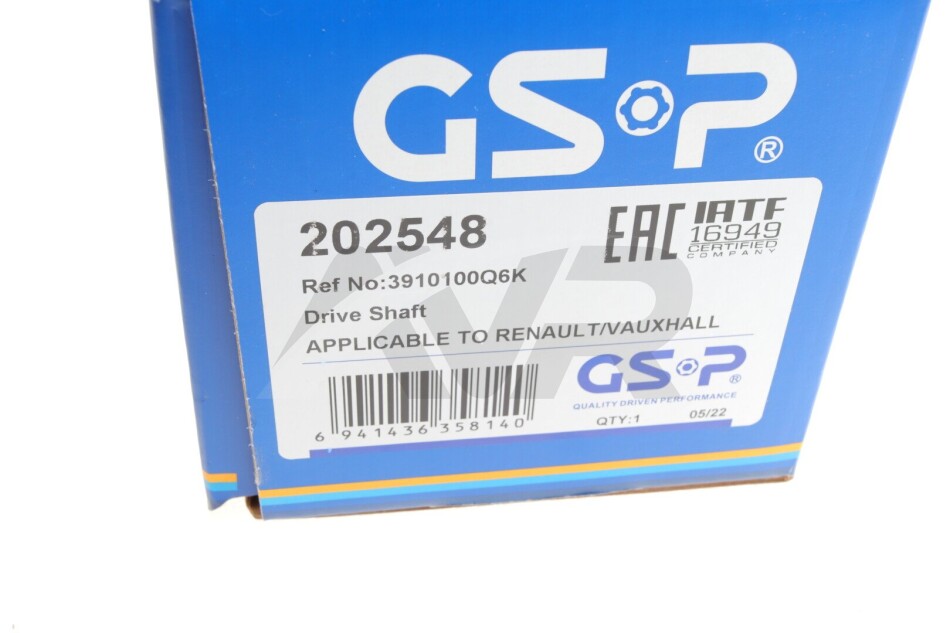 GS•P®
202548
EAC
IATF
16949
CERTIFIED
COMPANY
Ref No:3910100Q6K
Drive Shaft
APPLICABLE TO RENAULT/VAUXHALL
GS•P®
QUALITY DRIVEN PERFORMANCE
6 941436 358140
QTY:1 05/22